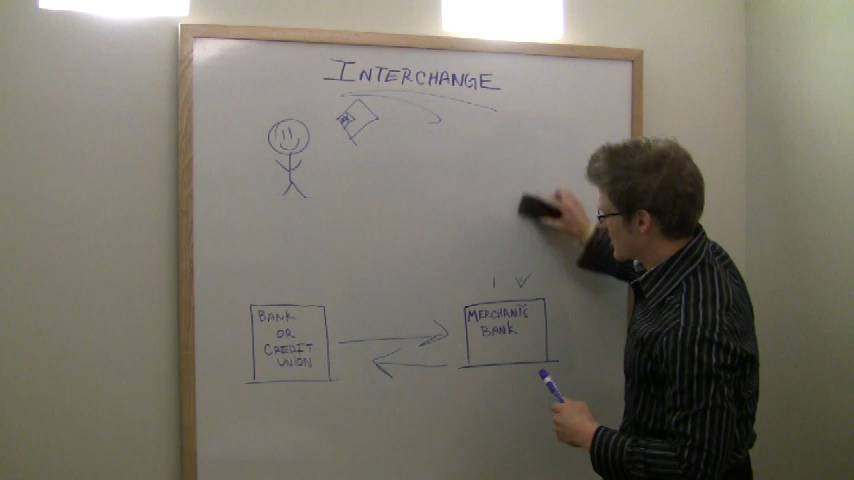 INTERCHANGE
BANK
OR
CREDIT
UNION
MERCHANT'S
BANK